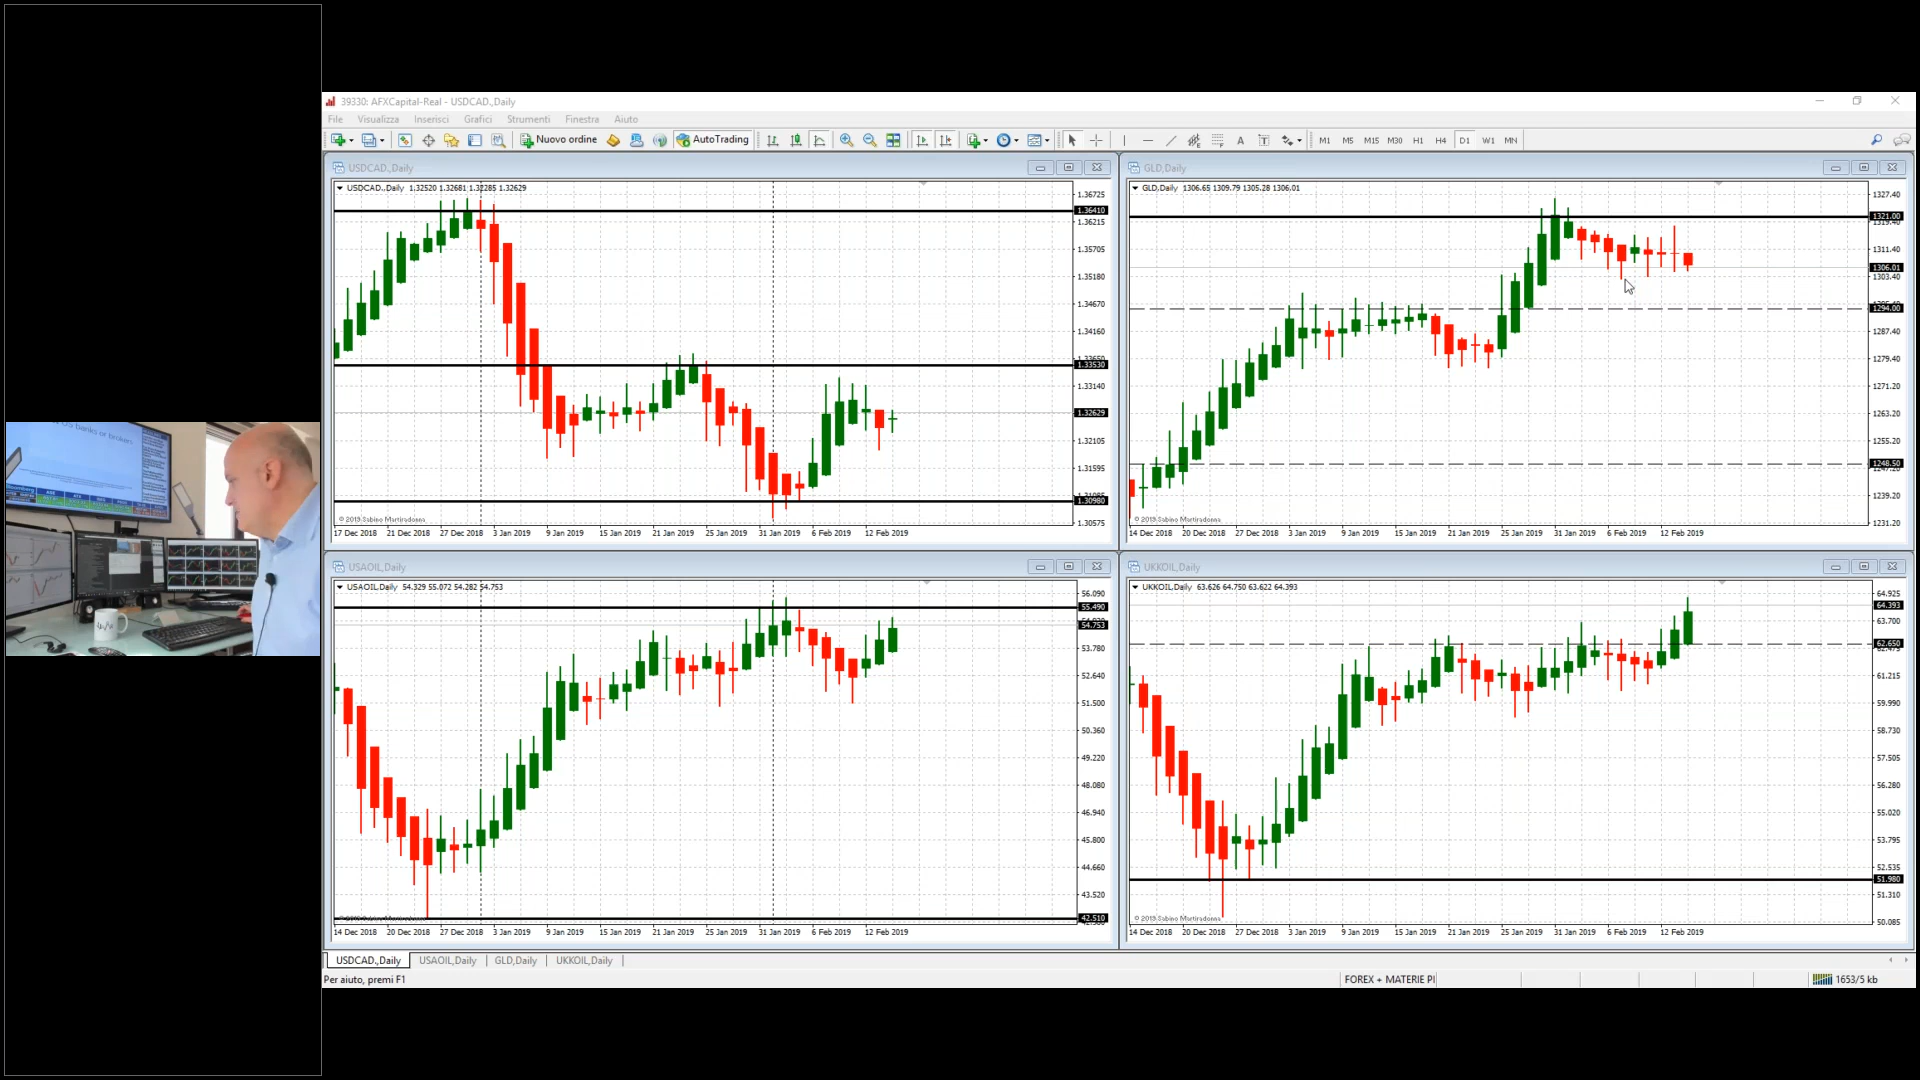 39330: AFXCapital-Real - USDCAD.,Daily
File Visualizza Inserisci Grafici Strumenti Finestra Aiuto
Nuovo ordine AutoTrading M1 M5 M15 M30 H1 H4 D1 W1 MN
USDCAD.,Daily
USDCAD.,Daily 1.32520 1.32681 1.32285 1.32629
1.36725
1.36410
1.36215
1.35705
1.35180
1.34670
1.34160
1.33530
1.33140
1.32629
1.32105
1.31595
1.30980
1.30575
© 2019 Sabino Martiradonna
17 Dec 2018 21 Dec 2018 27 Dec 2018 3 Jan 2019 9 Jan 2019 15 Jan 2019 21 Jan 2019 25 Jan 2019 31 Jan 2019 6 Feb 2019 12 Feb 2019
GLD,Daily
GLD,Daily 1306.65 1309.79 1305.28 1306.01
1327.40
1321.00
1311.40
1306.01
1303.40
1294.00
1287.40
1279.40
1271.20
1263.20
1255.20
1248.50
1239.20
1231.20
© 2019 Sabino Martiradonna
14 Dec 2018 20 Dec 2018 27 Dec 2018 3 Jan 2019 9 Jan 2019 15 Jan 2019 21 Jan 2019 25 Jan 2019 31 Jan 2019 6 Feb 2019 12 Feb 2019
USAOIL,Daily
USAOIL,Daily 54.329 55.072 54.282 54.753
56.090
55.490
54.753
53.780
52.640
51.500
50.360
49.220
48.080
46.940
45.800
44.660
43.520
42.510
© 2019 Sabino Martiradonna
14 Dec 2018 20 Dec 2018 27 Dec 2018 3 Jan 2019 9 Jan 2019 15 Jan 2019 21 Jan 2019 25 Jan 2019 31 Jan 2019 6 Feb 2019 12 Feb 2019
UKKOIL,Daily
UKKOIL,Daily 63.626 64.750 63.622 64.393
64.925
64.393
63.700
62.650
61.215
59.990
58.730
57.505
56.280
55.020
53.795
52.535
51.980
51.310
50.085
© 2019 Sabino Martiradonna
14 Dec 2018 20 Dec 2018 27 Dec 2018 3 Jan 2019 9 Jan 2019 15 Jan 2019 21 Jan 2019 25 Jan 2019 31 Jan 2019 6 Feb 2019 12 Feb 2019
USDCAD.,Daily USAOIL,Daily GLD,Daily UKKOIL,Daily
Per aiuto, premi F1
FOREX + MATERIE PI
1653/5 kb